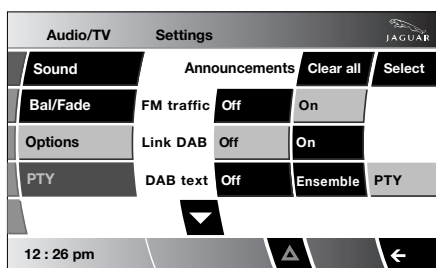 Audio/TV Settings JAGUAR
Sound Announcements Clear all Select
Bal/Fade FM traffic Off On
Options Link DAB Off On
PTY DAB text Off Ensemble PTY
12 : 26 pm